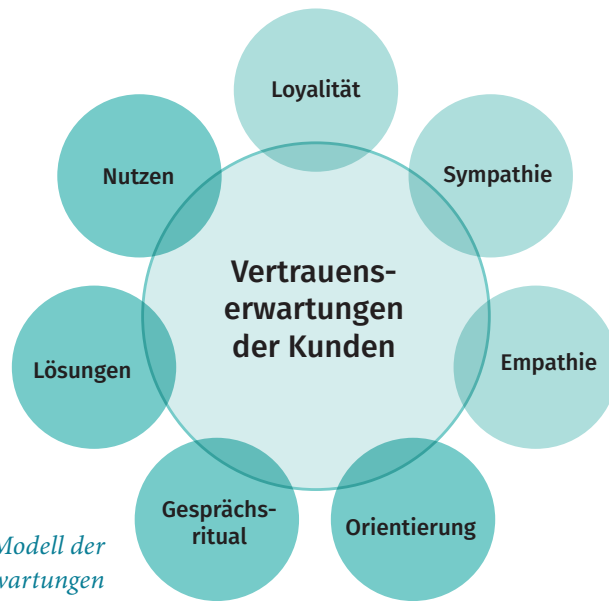 Loyalität
Nutzen
Sympathie
Vertrauens-
erwartungen
der Kunden
Lösungen
Empathie
Gesprächs-
ritual
Orientierung
Modell der
wartungen